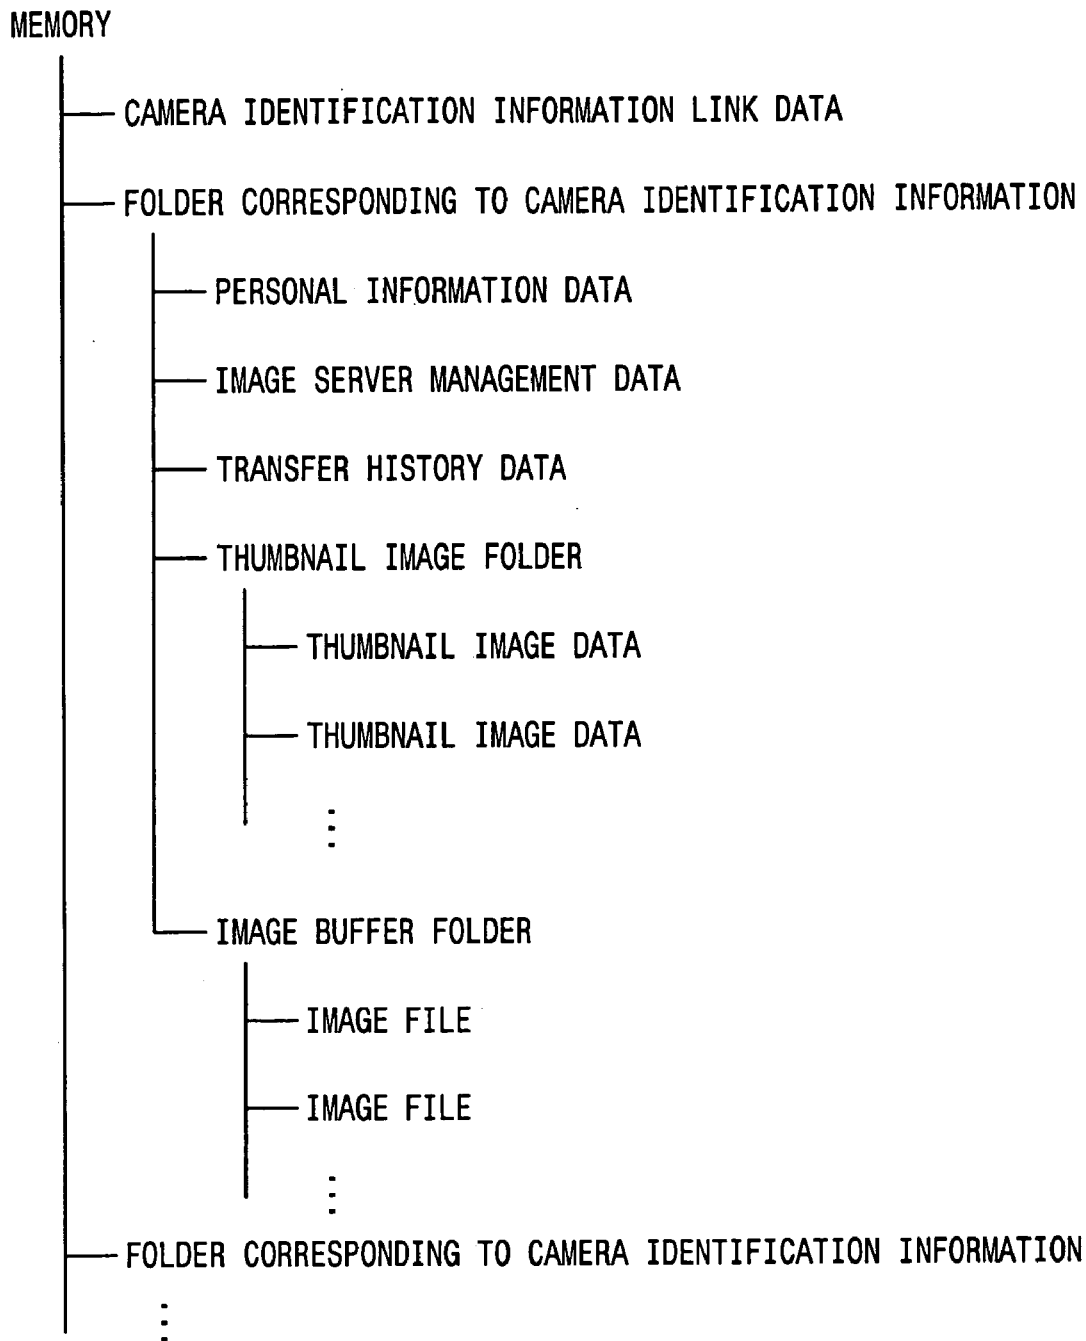 MEMORY
CAMERA IDENTIFICATION INFORMATION LINK DATA
FOLDER CORRESPONDING TO CAMERA IDENTIFICATION INFORMATION
PERSONAL INFORMATION DATA
IMAGE SERVER MANAGEMENT DATA
TRANSFER HISTORY DATA
THUMBNAIL IMAGE FOLDER
THUMBNAIL IMAGE DATA
THUMBNAIL IMAGE DATA
IMAGE BUFFER FOLDER
IMAGE FILE
IMAGE FILE
FOLDER CORRESPONDING TO CAMERA IDENTIFICATION INFORMATION